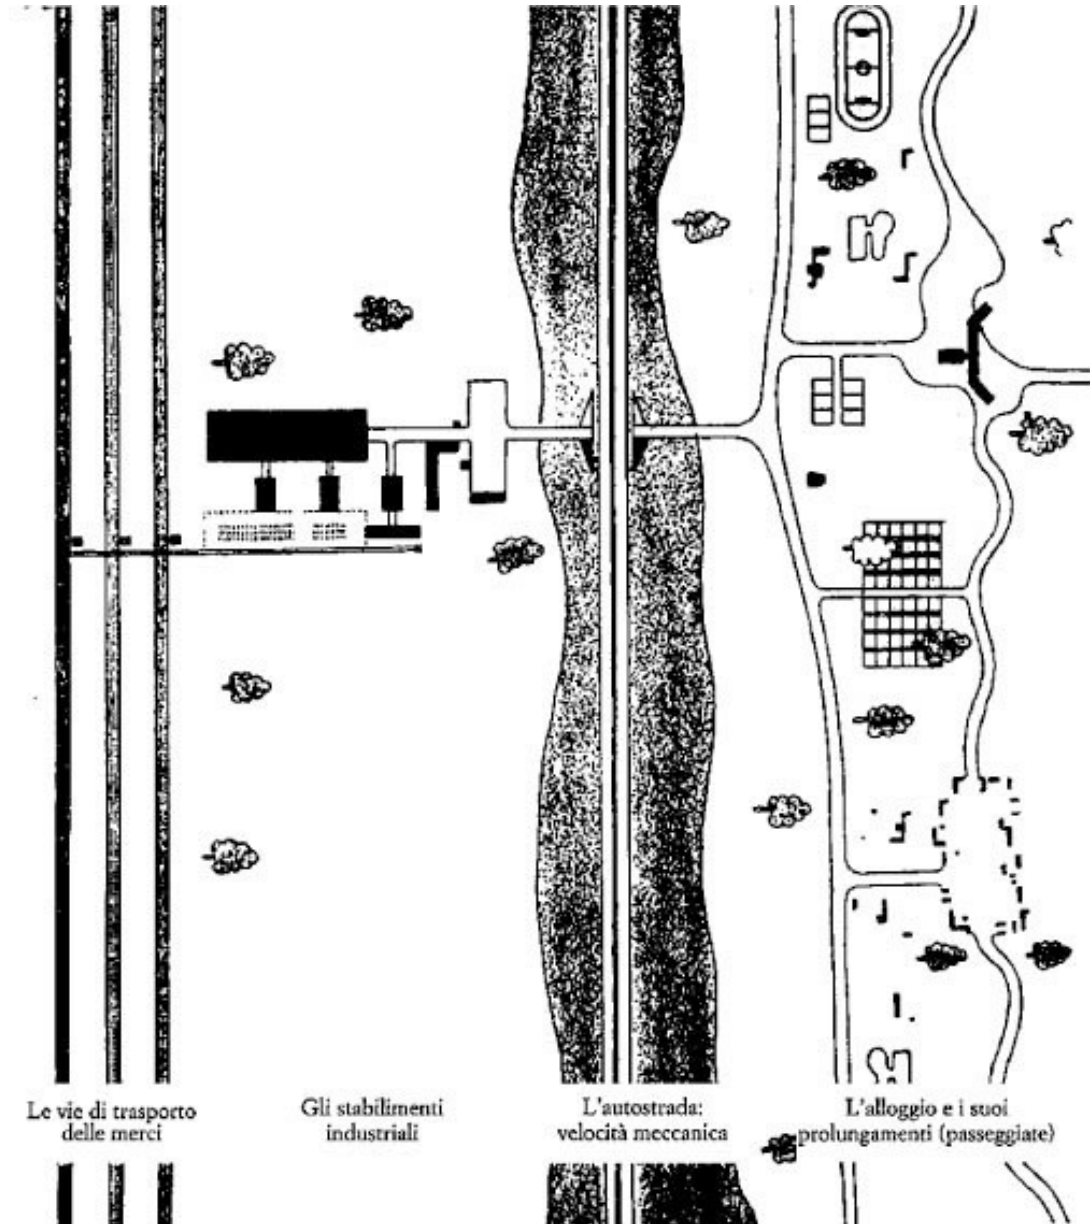 Le vie di trasporto
delle merci
Gli stabilimenti
industriali
L'autostrada:
velocità meccanica
L'alloggio e i suoi
prolungamenti (passeggiate)